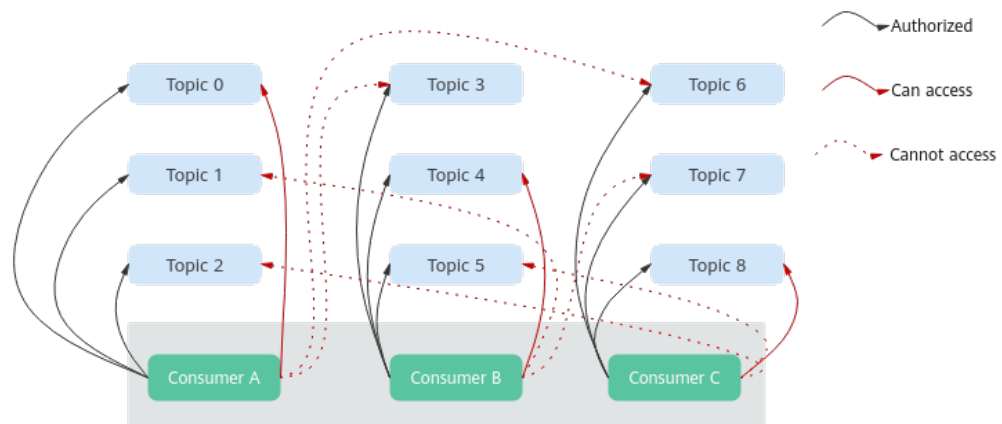 Authorized
Topic 0
Topic 3
Topic 6
Can access
Topic 1
Topic 4
Topic 7
Cannot access
Topic 2
Topic 5
Topic 8
Consumer A
Consumer B
Consumer C